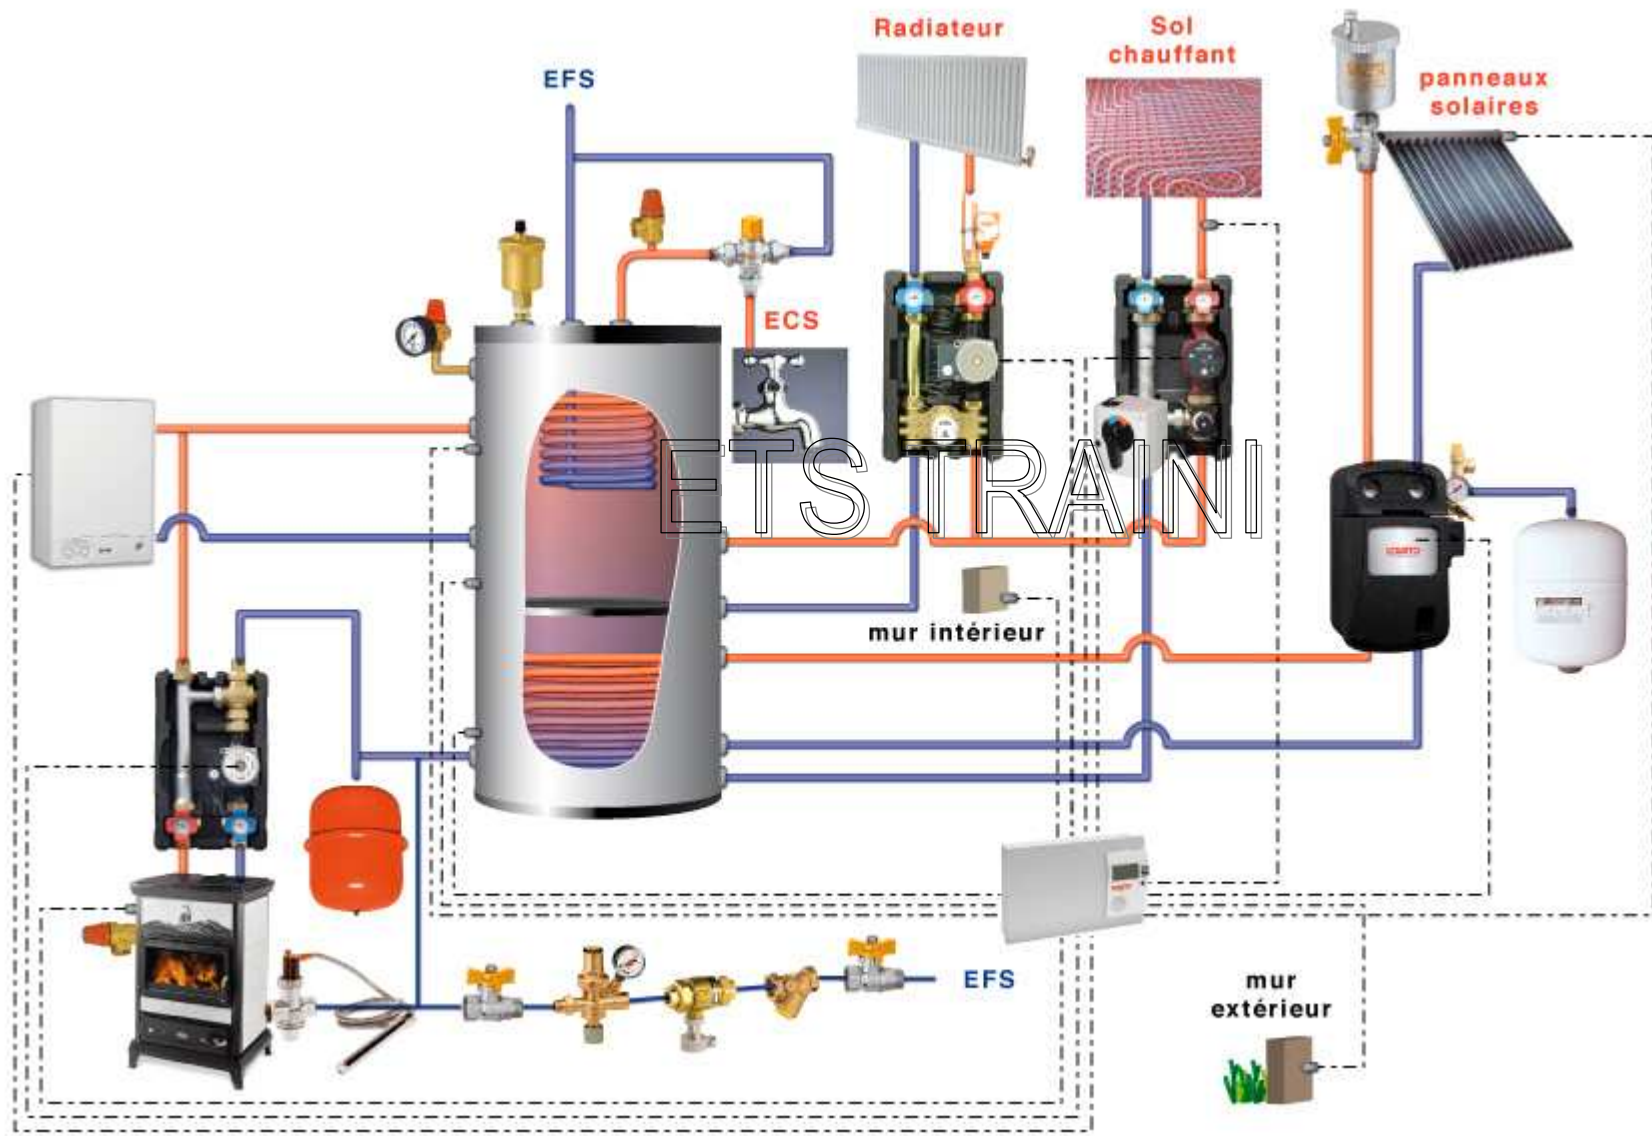 Radiateur
Sol
chauffant
panneaux
solaires
EFS
ECS
ETS TRAINI
mur intérieur
EFS
mur
extérieur